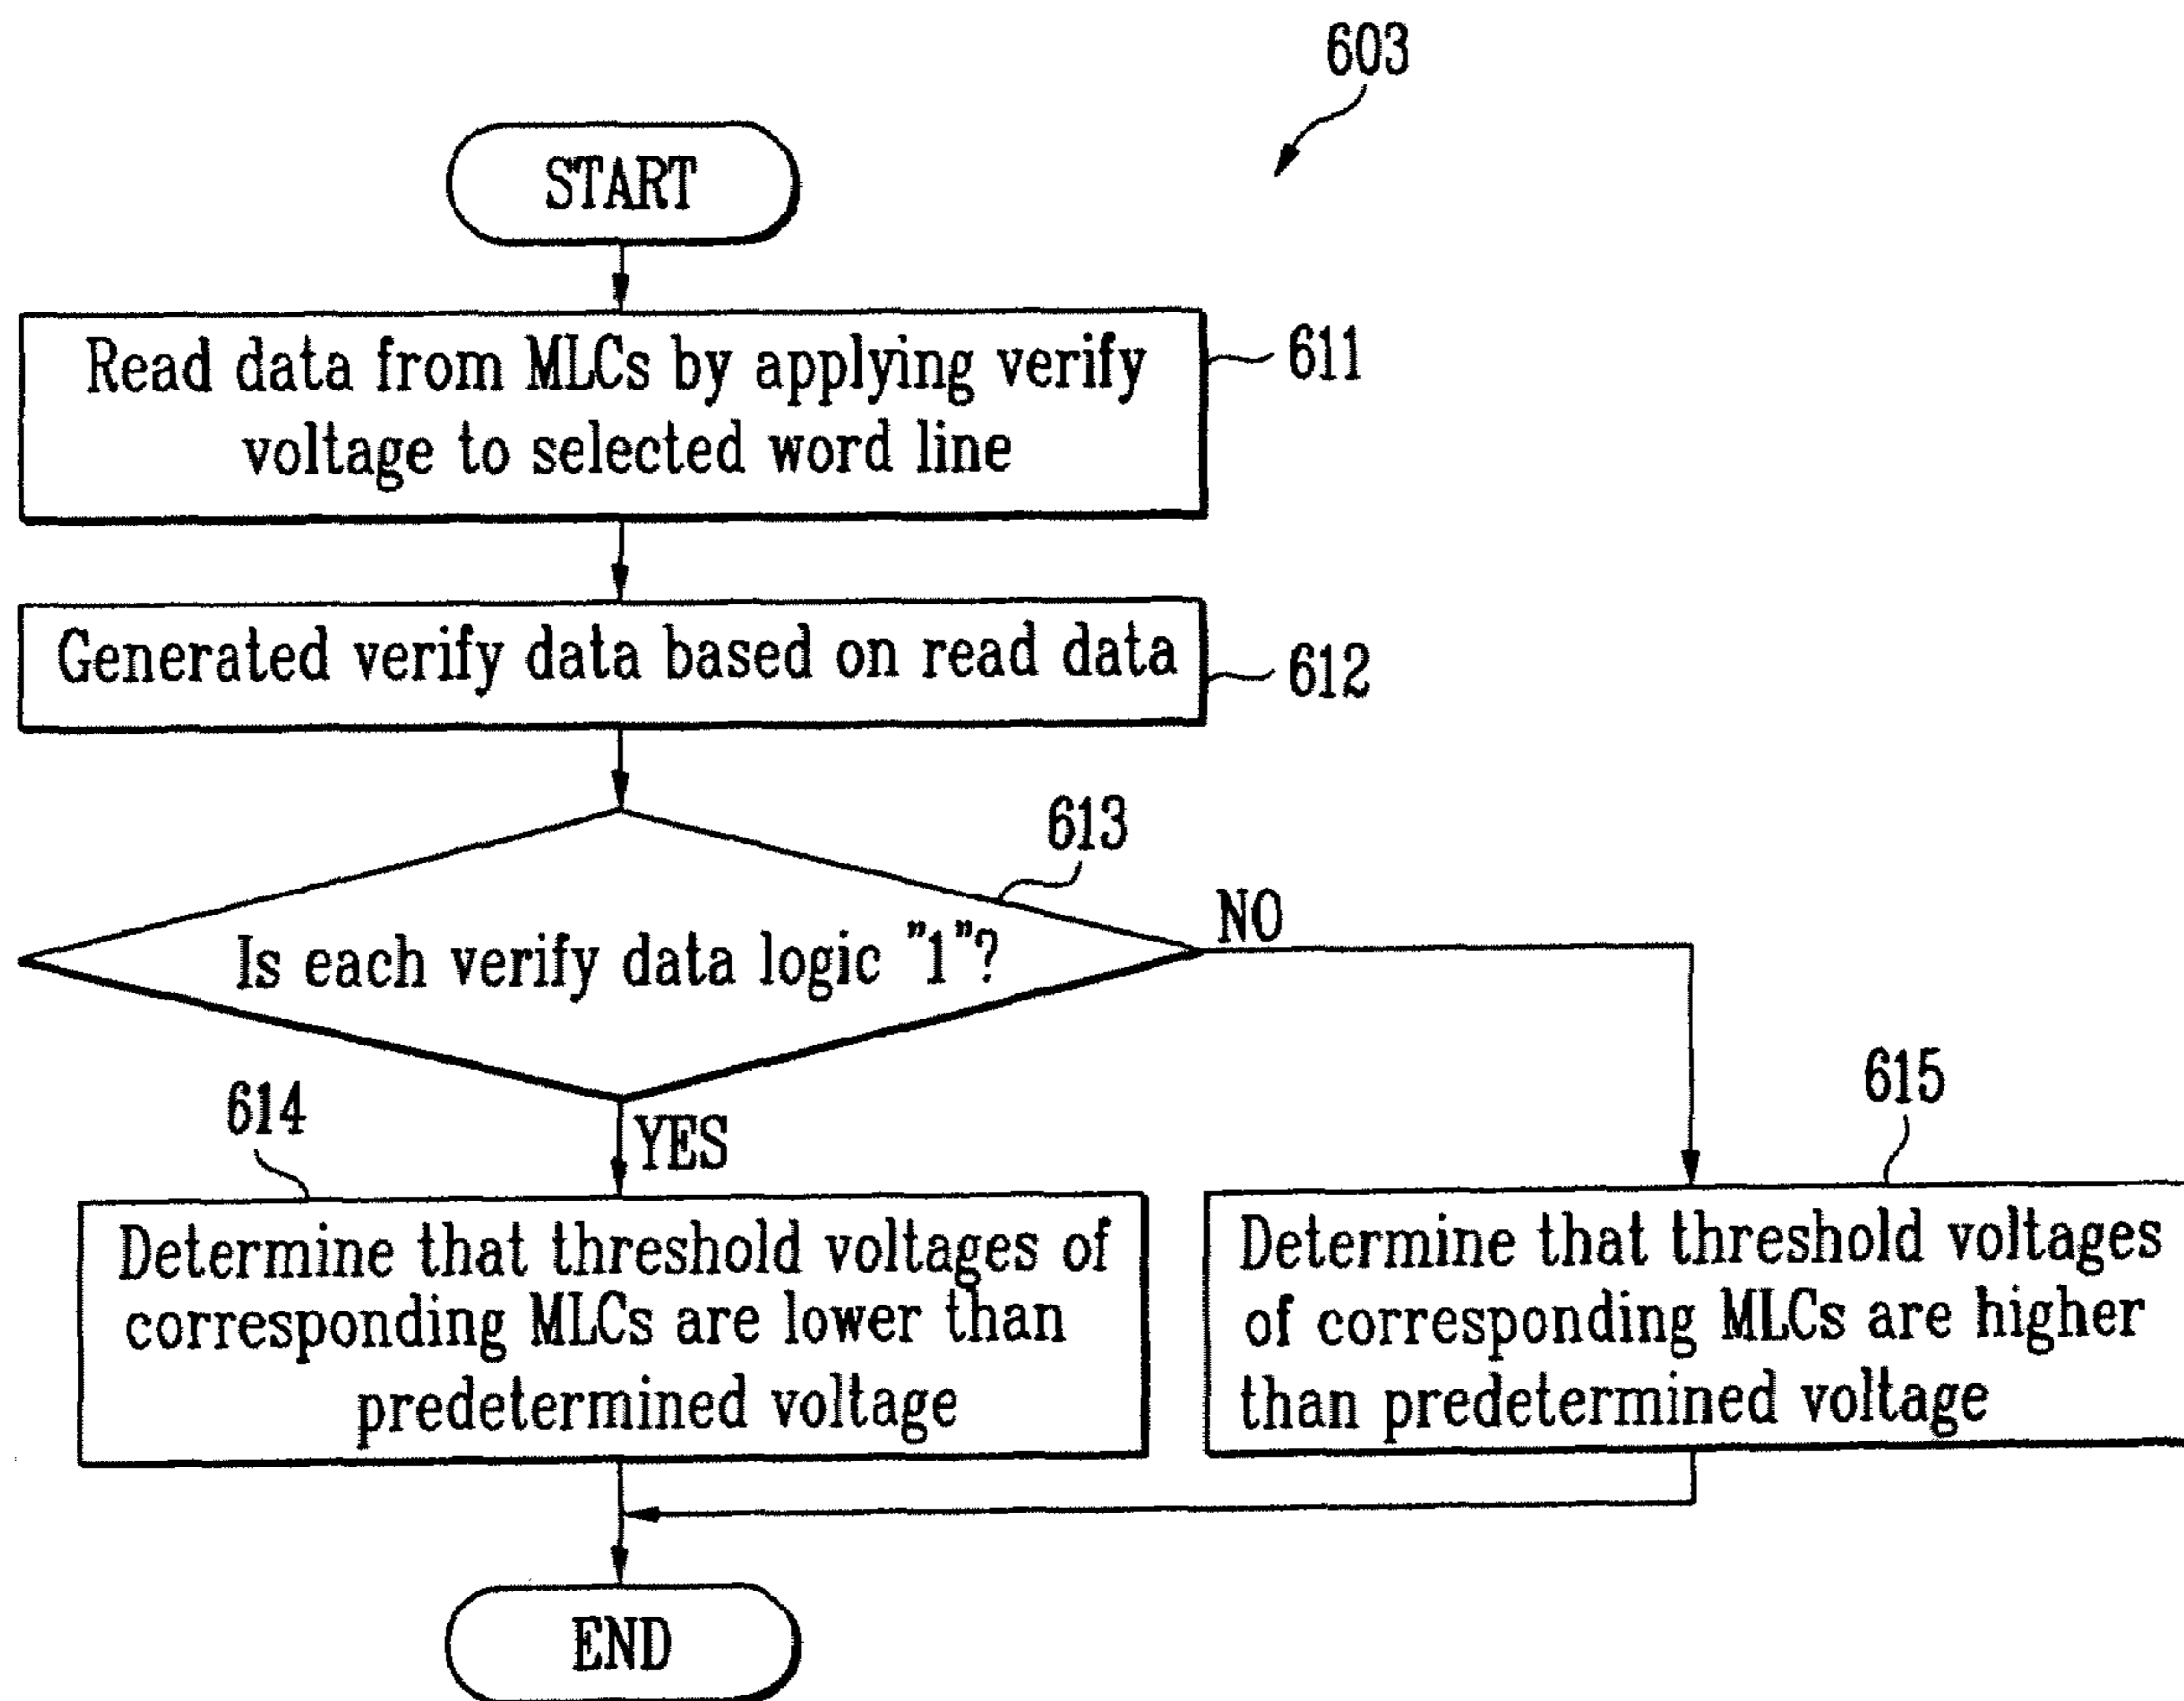 603
START
Read data from MLCs by applying verify
voltage to selected word line
611
Generated verify data based on read data
612
613
Is each verify data logic "1"?
NO
YES
614
Determine that threshold voltages of
corresponding MLCs are lower than
predetermined voltage
615
Determine that threshold voltages
of corresponding MLCs are higher
than predetermined voltage
END